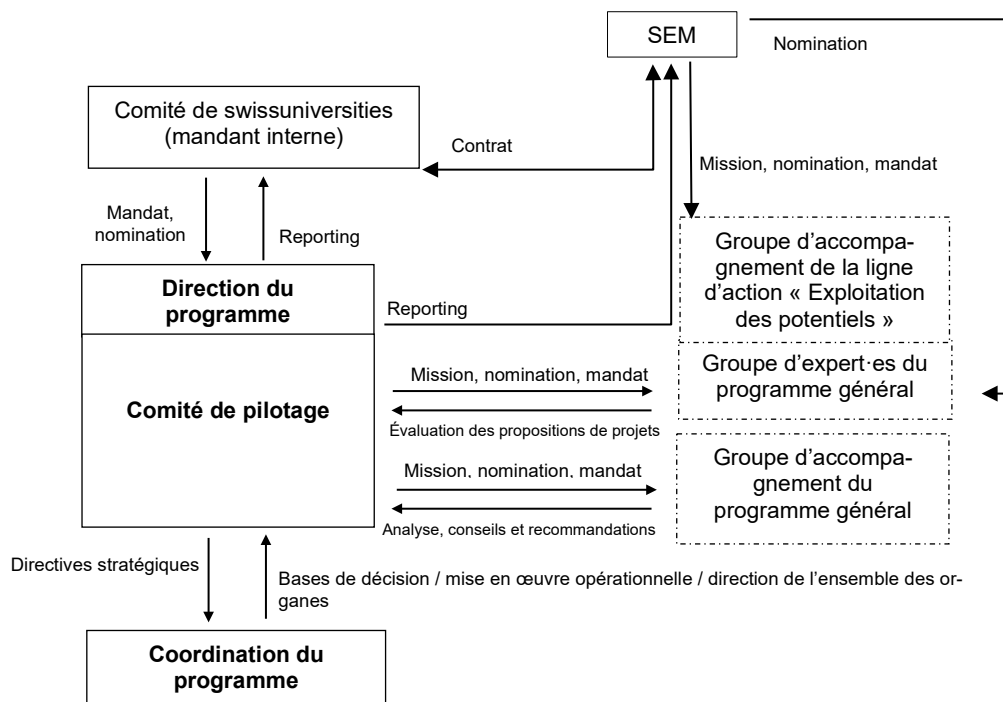 SEM
Nomination
Comité de swissuniversities
(mandant interne)
Contrat
Mission, nomination, mandat
Mandat,
nomination
Reporting
Groupe d’accompa-
gnement de la ligne
d’action « Exploitation
des potentiels »
Direction du
programme
Reporting
Groupe d’expert·es du
programme général
Mission, nomination, mandat
Comité de pilotage
Évaluation des propositions de projets
Groupe d’accompa-
gnement du
programme général
Mission, nomination, mandat
Analyse, conseils et recommandations
Directives stratégiques
Bases de décision / mise en œuvre opérationnelle / direction de l’ensemble des or-
ganes
Coordination du
programme